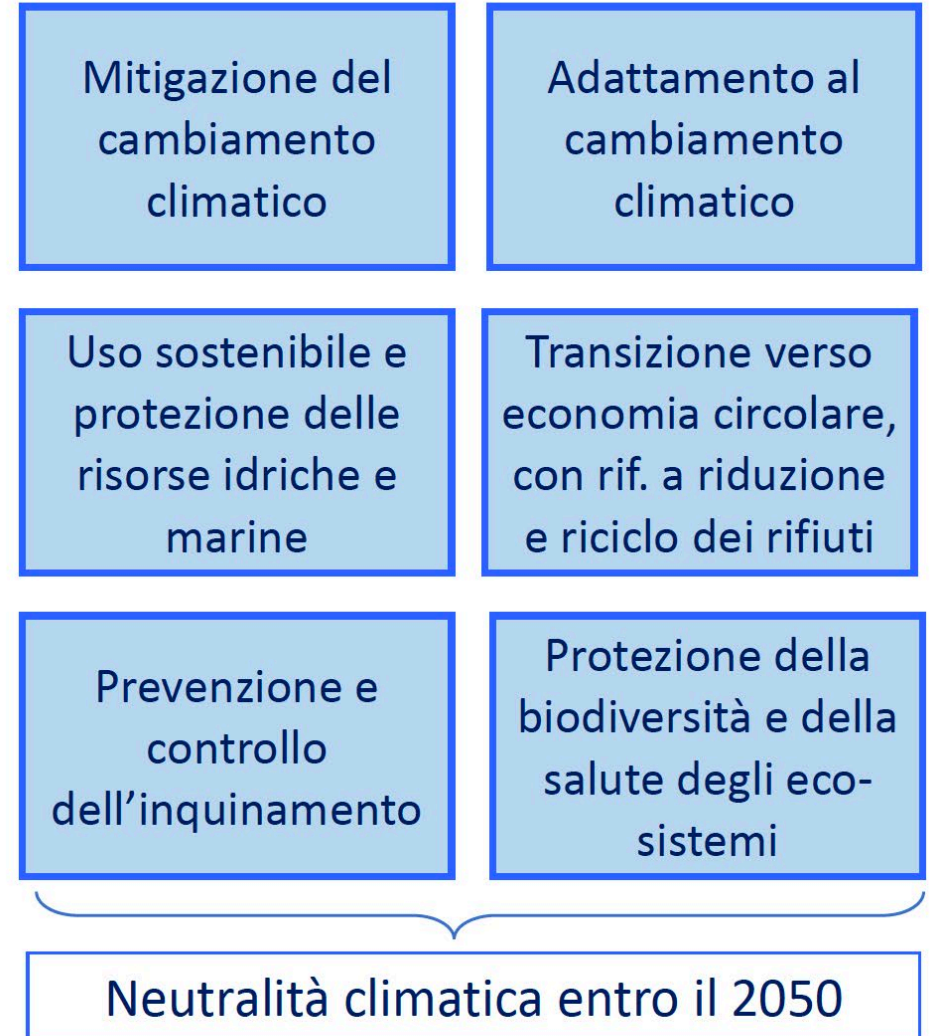 Mitigazione del
cambiamento
climatico
Adattamento al
cambiamento
climatico
Uso sostenibile e
protezione delle
risorse idriche e
marine
Transizione verso
economia circolare,
con rif. a riduzione
e riciclo dei rifiuti
Prevenzione e
controllo
dell’inquinamento
Protezione della
biodiversità e della
salute degli eco-
sistemi
Neutralità climatica entro il 2050